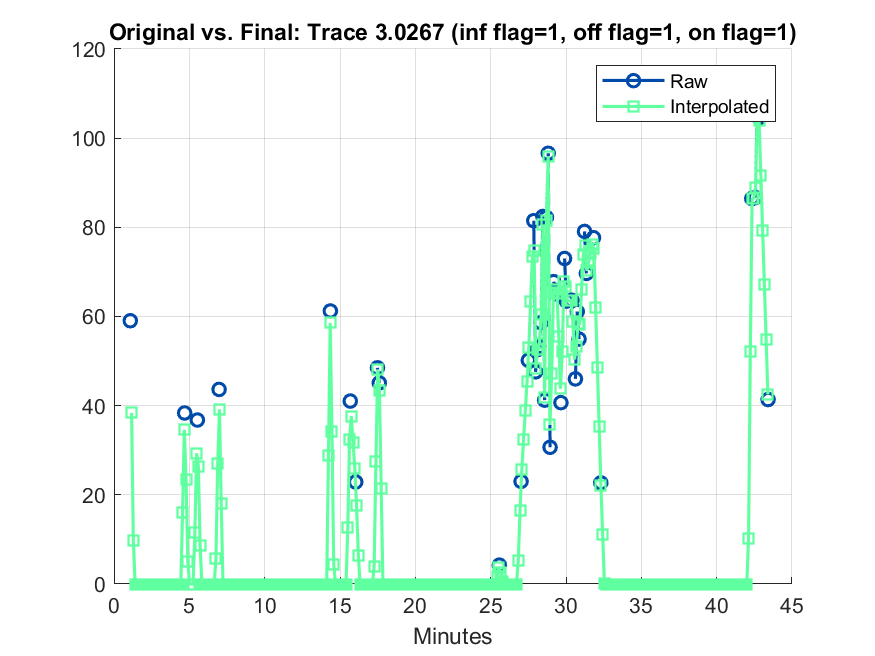 Original vs. Final: Trace 3.0267 (inf flag=1, off flag=1, on flag=1)
120
100
80
60
40
20
0
Raw
Interpolated
0 5 10 15 20 25 30 35 40 45
Minutes